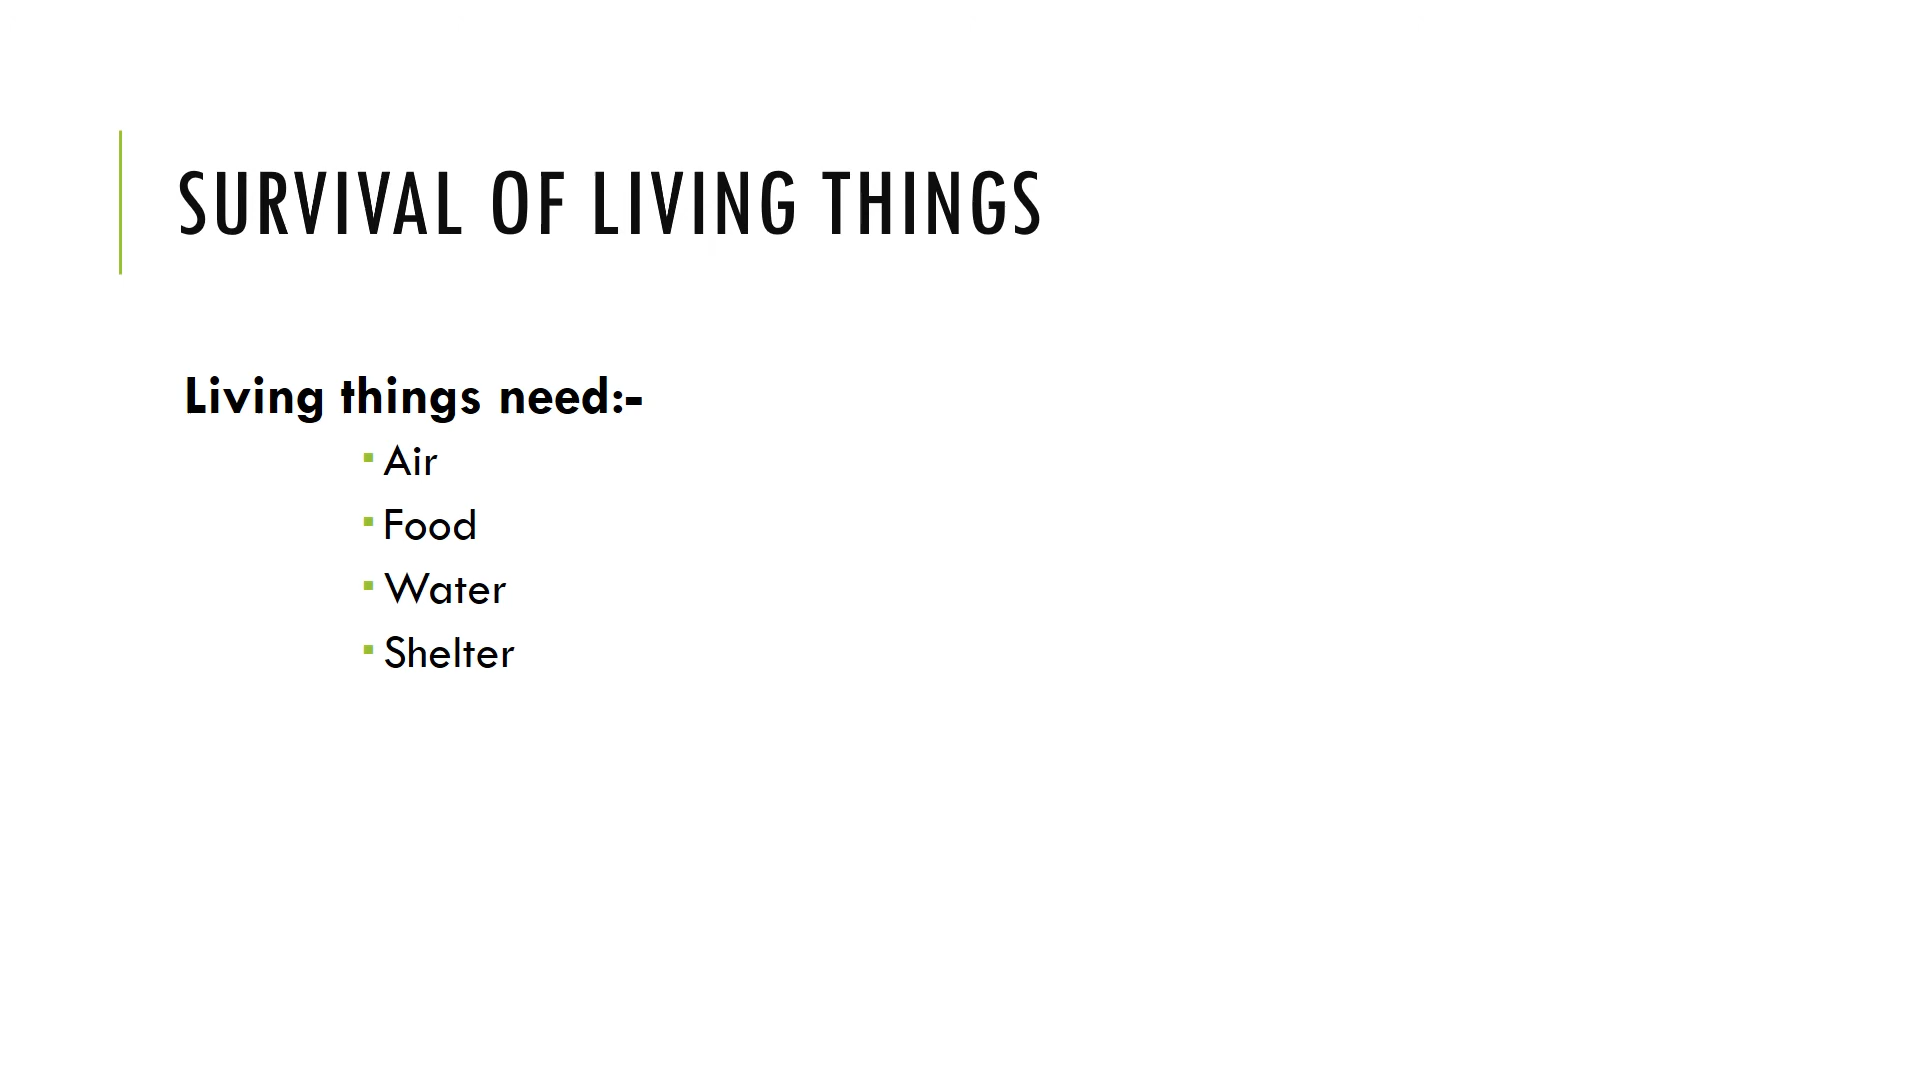 SURVIVAL OF LIVING THINGS
Living things need:-
▪ Air
▪ Food
▪ Water
▪ Shelter